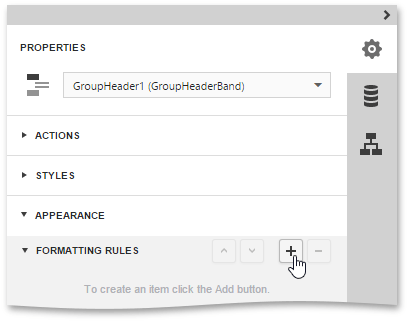 PROPERTIES
GroupHeader1 (GroupHeaderBand)
ACTIONS
STYLES
APPEARANCE
FORMATTING RULES
To create an item click the Add button.